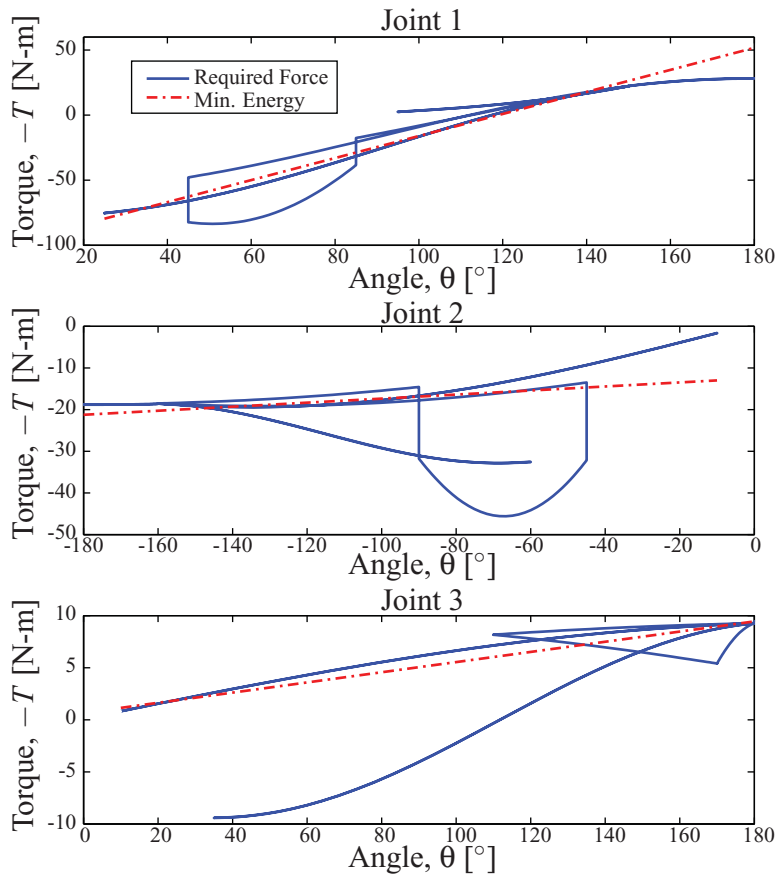 Joint 1
Torque, −T [N-m]
50
0
-50
-100
Required Force
Min. Energy
20 40 60 80 100 120 140 160 180
Angle, θ [°]
Joint 2
Torque, −T [N-m]
0
-10
-20
-30
-40
-50
-180 -160 -140 -120 -100 -80 -60 -40 -20 0
Angle, θ [°]
Joint 3
Torque, −T [N-m]
10
5
0
-5
-10
0 20 40 60 80 100 120 140 160 180
Angle, θ [°]